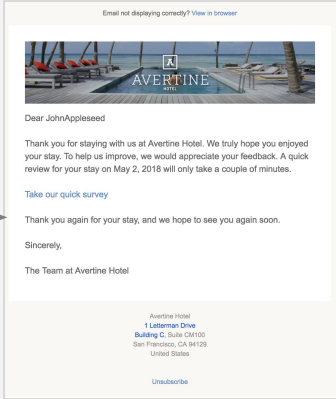 Email not displaying correctly? View in browser
AVERTINE
HOTEL
Dear JohnAppleseed
Thank you for staying with us at Avertine Hotel. We truly hope you enjoyed
your stay. To help us improve, we would appreciate your feedback. A quick
review for your stay on May 2, 2018 will only take a couple of minutes.
Take our quick survey
Thank you again for your stay, and we hope to see you again soon.
Sincerely,
The Team at Avertine Hotel
Avertine Hotel
1 Letterman Drive
Building C, Suite CM100
San Francisco, CA 94129
United States
Unsubscribe